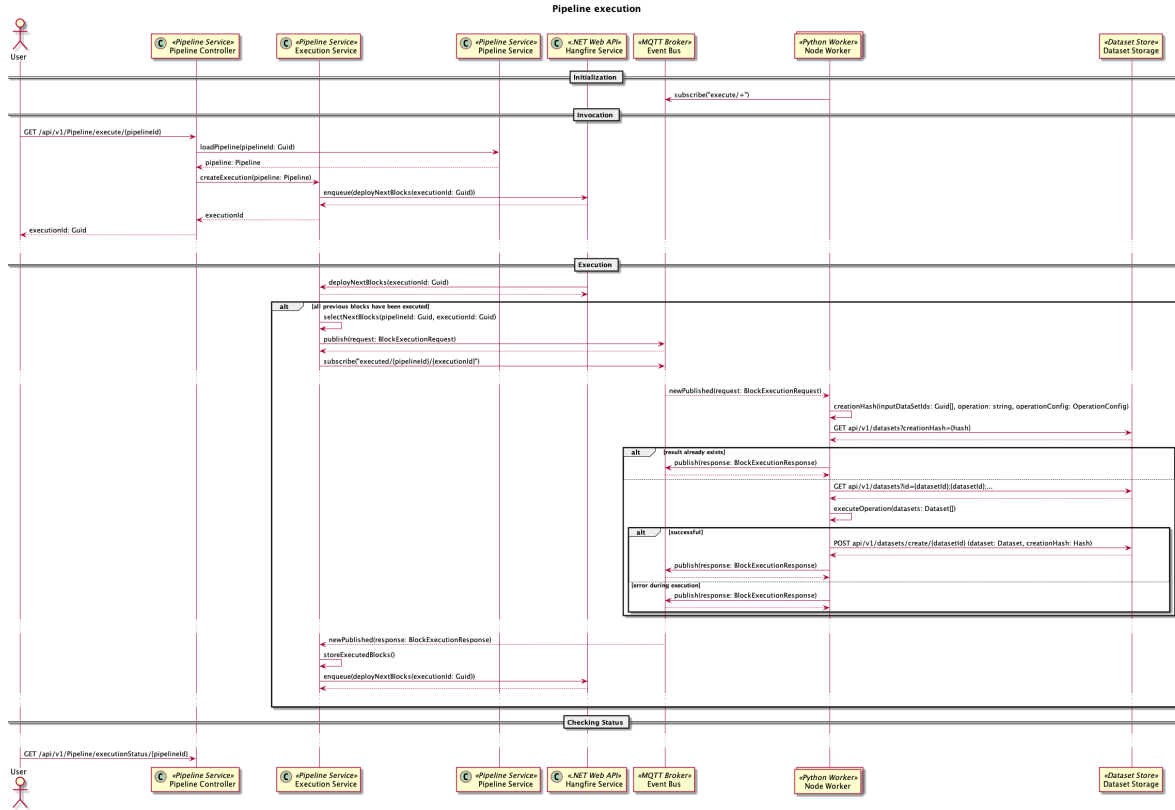 Pipeline execution
User
C «Pipeline Service»
Pipeline Controller
C «Pipeline Service»
Execution Service
C «Pipeline Service»
Pipeline Service
C «.NET Web API»
Hangfire Service
«MQTT Broker»
Event Bus
«Python Worker»
Node Worker
«Dataset Store»
Dataset Storage
Initialization
subscribe("execute/+")
Invocation
GET /api/v1/Pipeline/execute/{pipelineId}
loadPipeline(pipelineId: Guid)
pipeline: Pipeline
createExecution(pipeline: Pipeline)
enqueue(deployNextBlocks(executionId: Guid))
executionId
executionId: Guid
Execution
deployNextBlocks(executionId: Guid)
alt [all previous blocks have been executed]
selectNextBlocks(pipelineId: Guid, executionId: Guid)
publish(request: BlockExecutionRequest)
subscribe("executed/{pipelineId}/{executionId}")
newPublished(request: BlockExecutionRequest)
creationHash(inputDataSetIds: Guid[], operation: string, operationConfig: OperationConfig)
GET api/v1/datasets?creationHash={hash}
alt [result already exists]
publish(response: BlockExecutionResponse)
GET api/v1/datasets?id={datasetId};{datasetId};...
executeOperation(datasets: Dataset[])
alt [successful]
POST api/v1/datasets/create/{datasetId} (dataset: Dataset, creationHash: Hash)
publish(response: BlockExecutionResponse)
[error during execution]
publish(response: BlockExecutionResponse)
newPublished(response: BlockExecutionResponse)
storeExecutedBlocks()
enqueue(deployNextBlocks(executionId: Guid))
Checking Status
GET /api/v1/Pipeline/executionStatus/{pipelineId}
User
C «Pipeline Service»
Pipeline Controller
C «Pipeline Service»
Execution Service
C «Pipeline Service»
Pipeline Service
C «.NET Web API»
Hangfire Service
«MQTT Broker»
Event Bus
«Python Worker»
Node Worker
«Dataset Store»
Dataset Storage